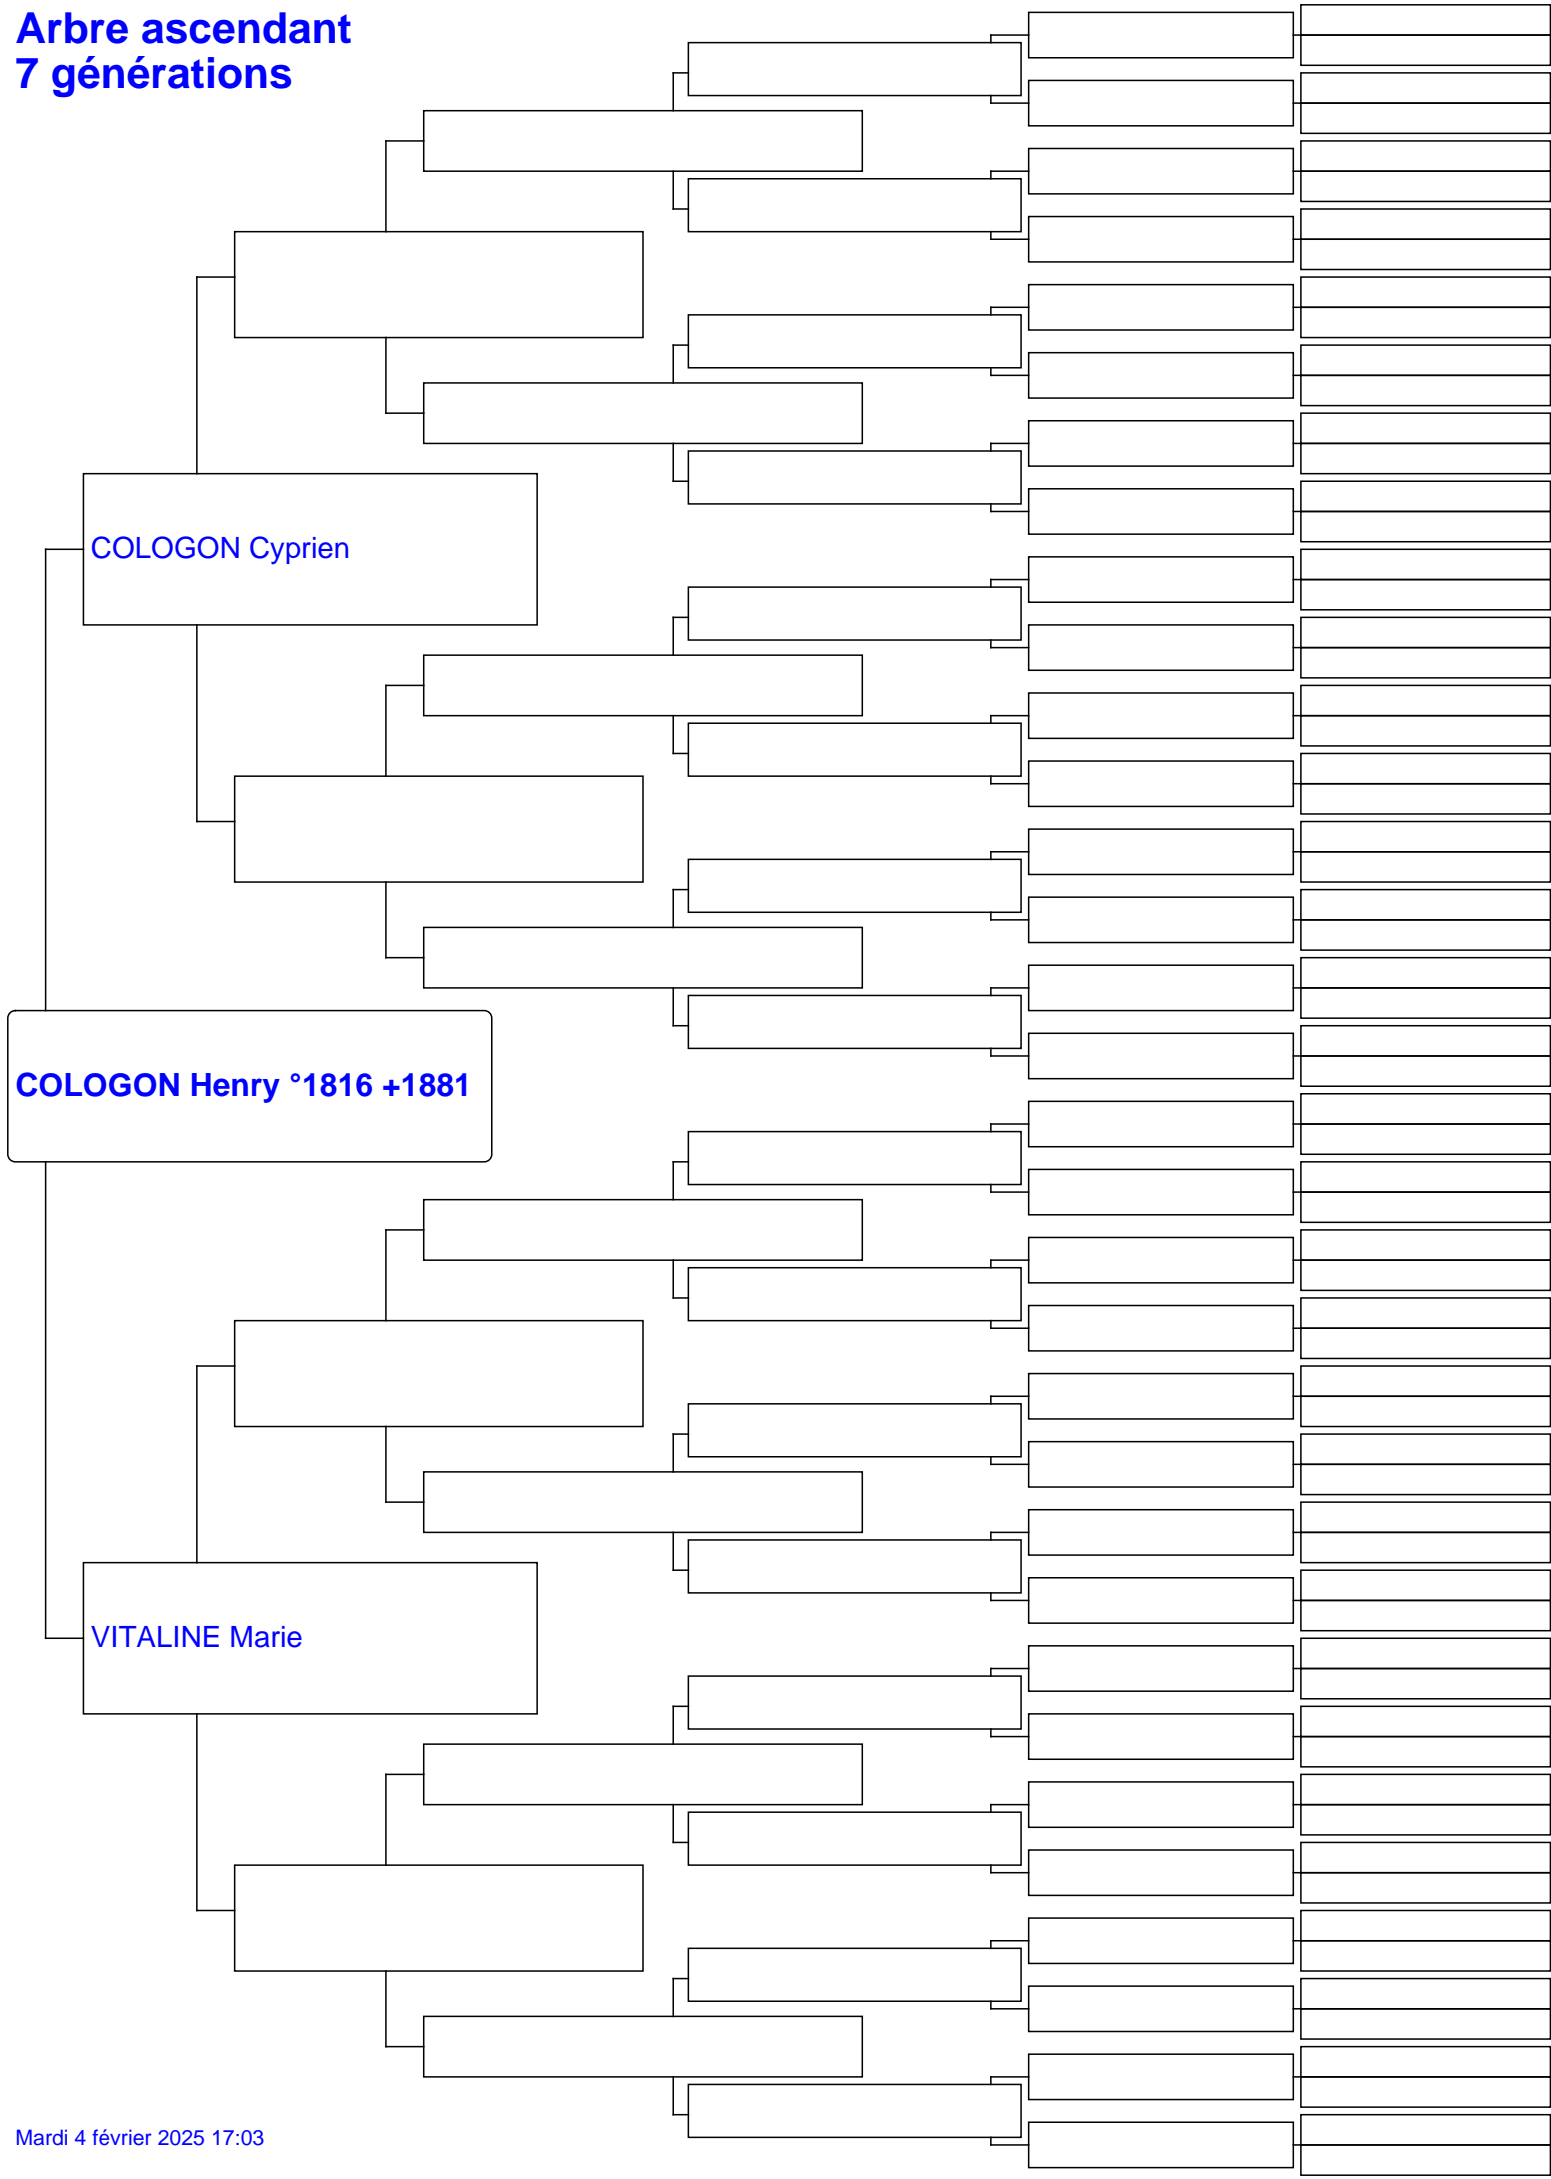 Arbre ascendant
7 générations
COLOGON Cyprien
COLOGON Henry °1816 +1881
VITALINE Marie
Mardi 4 février 2025 17:03